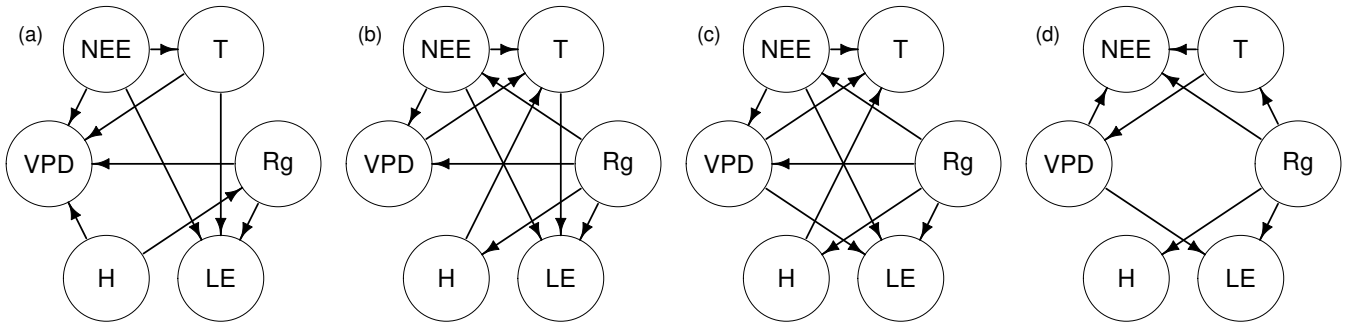 (a) NEE T (b) NEE T (c) NEE T (d) NEE T
VPD Rg VPD Rg VPD Rg VPD Rg
H LE H LE H LE H LE